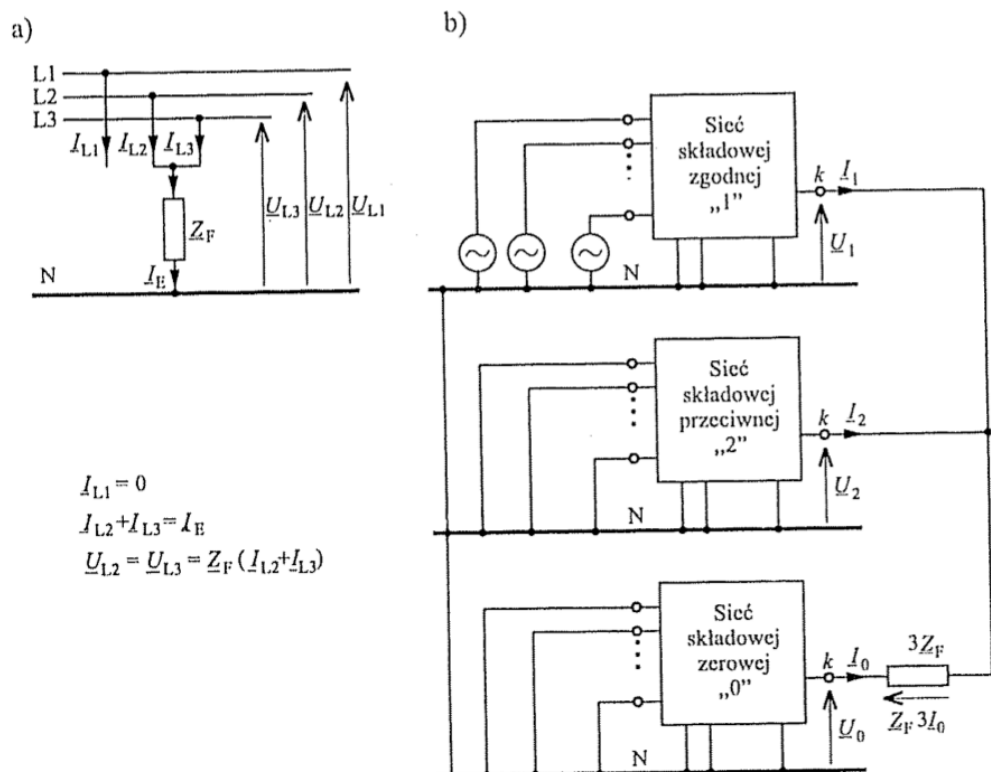 a)
L1
L2
L3
I_L1 I_L2 I_L3
U_L3 U_L2 U_L1
Z_F
N
I_E
I_L1 = 0
I_L2 + I_L3 = I_E
U_L2 = U_L3 = Z_F (I_L2 + I_L3)
b)
Sieć
składowej
zgodnej
„1”
k I_1
U_1
N
Sieć
składowej
przeciwnej
„2”
k I_2
U_2
N
Sieć
składowej
zerowej
„0”
k I_0 3Z_F
U_0 Z_F 3I_0
N